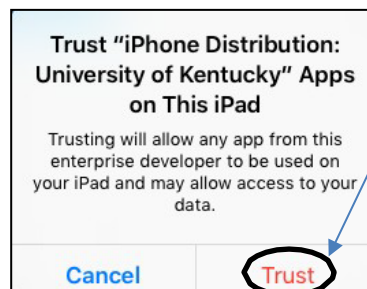 Trust “iPhone Distribution:
University of Kentucky” Apps
on This iPad
Trusting will allow any app from this
enterprise developer to be used on
your iPad and may allow access to your
data.
Cancel
Trust